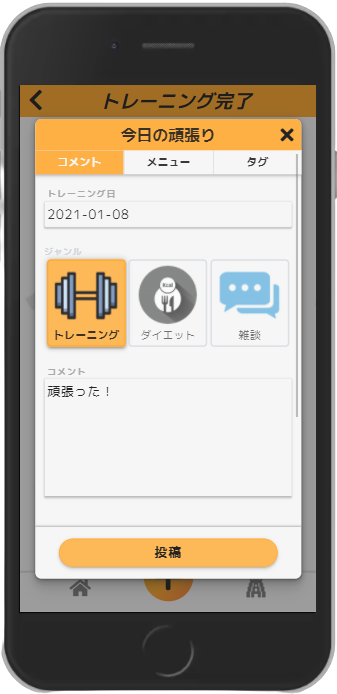 トレーニング完了
今日の頑張り
コメント メニュー タグ
トレーニング日
2021-01-08
ジャンル
Kcal
トレーニング ダイエット 雑談
コメント
頑張った！
投稿